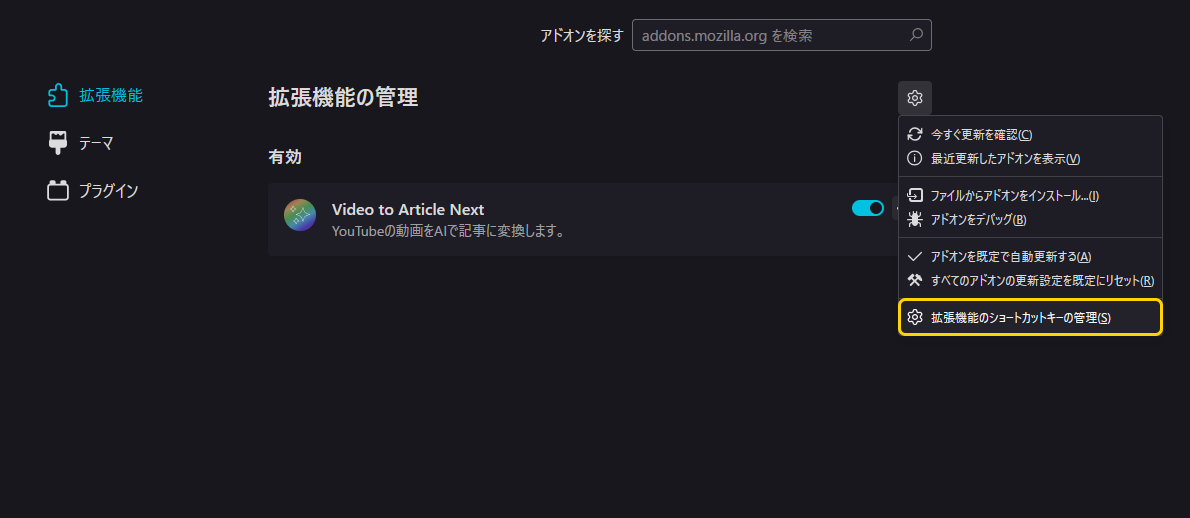 アドオンを探す
addons.mozilla.org を検索
拡張機能
テーマ
プラグイン
拡張機能の管理
有効
Video to Article Next
YouTubeの動画をAIで記事に変換します。
今すぐ更新を確認(C)
最近更新したアドオンを表示(V)
ファイルからアドオンをインストール...(I)
アドオンをデバッグ(B)
アドオンを既定で自動更新する(A)
すべてのアドオンの更新設定を既定にリセット(R)
拡張機能のショートカットキーの管理(S)